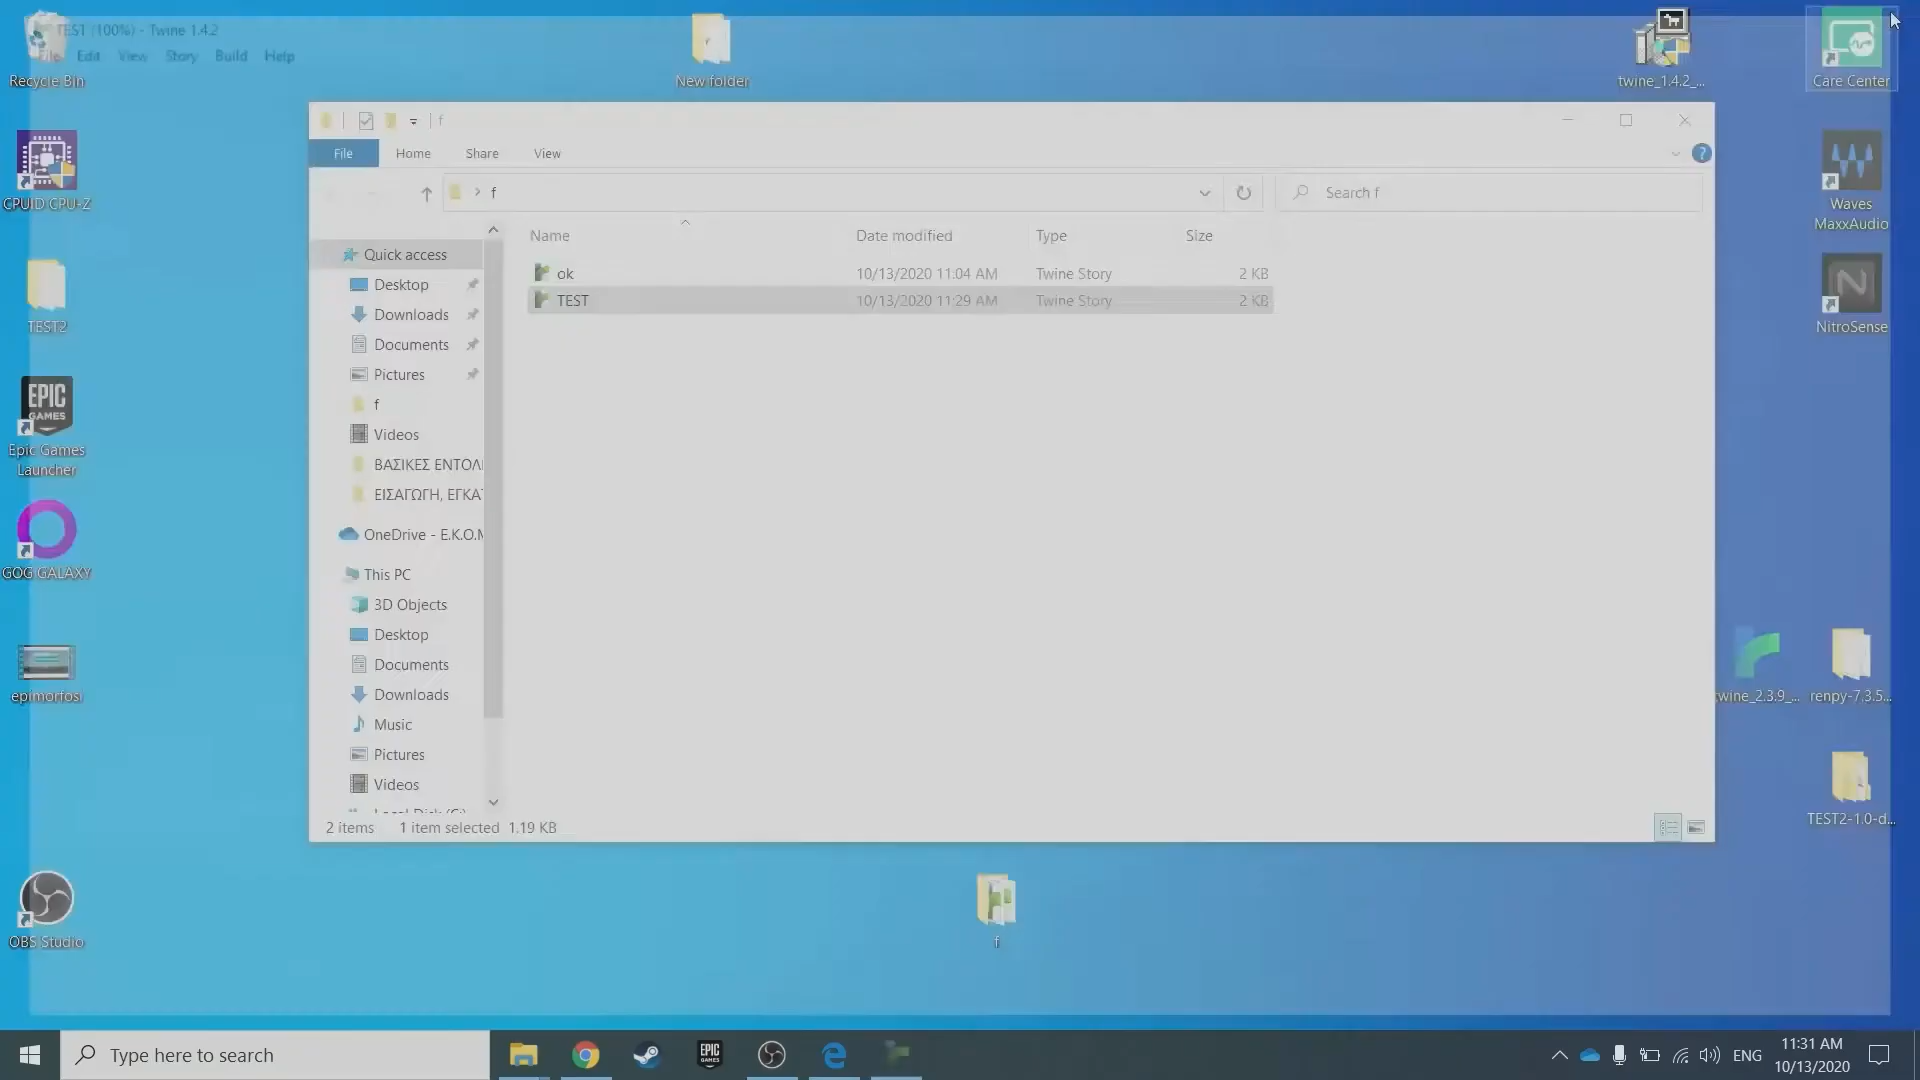 TEST (100%) - Twine 1.4.2
File Edit View Story Build Help
Recycle Bin
New folder
twine_1.4.2_...
Care Center
CPUID CPU-Z
Waves
MaxxAudio
TEST2
NitroSense
EPIC
GAMES
Epic Games
Launcher
GOG GALAXY
epimorfosi
OBS Studio
twine_2.3.9_...
renpy-7.3.5...
TEST2-1.0-d...
f
f
File Home Share View
f
Search f
Name Date modified Type Size
ok 10/13/2020 11:04 AM Twine Story 2 KB
TEST 10/13/2020 11:29 AM Twine Story 2 KB
Quick access
Desktop
Downloads
Documents
Pictures
f
Videos
ΒΑΣΙΚΕΣ ΕΝΤΟΛ
ΕΙΣΑΓΩΓΗ, ΕΓΚΑΤ
OneDrive - E.K.O.M
This PC
3D Objects
Desktop
Documents
Downloads
Music
Pictures
Videos
Local Disk (C:)
2 items 1 item selected 1.19 KB
Type here to search
EPIC
GAMES
ENG
11:31 AM
10/13/2020